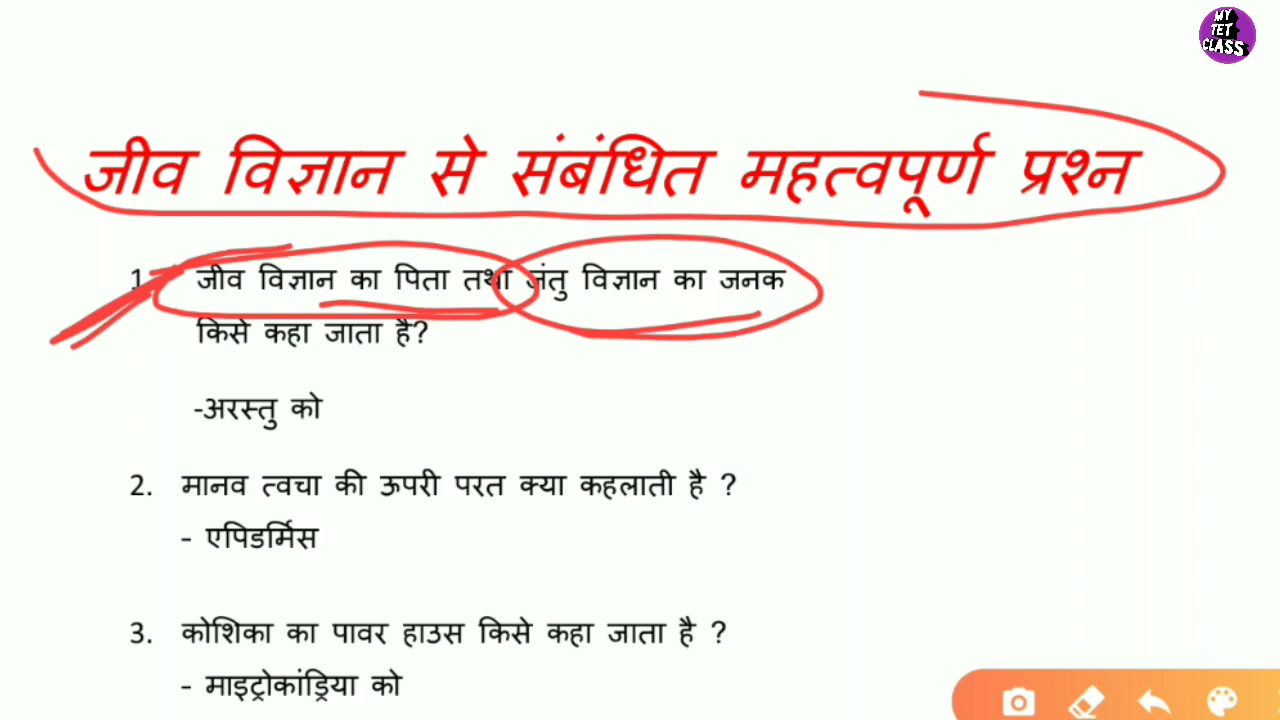 MY
TET
CLASS
जीव विज्ञान से संबंधित महत्वपूर्ण प्रश्न
1. जीव विज्ञान का पिता तथा जंतु विज्ञान का जनक
किसे कहा जाता है?
-अरस्तु को
2. मानव त्वचा की ऊपरी परत क्या कहलाती है ?
- एपिडर्मिस
3. कोशिका का पावर हाउस किसे कहा जाता है ?
- माइट्रोकांड्रिया को